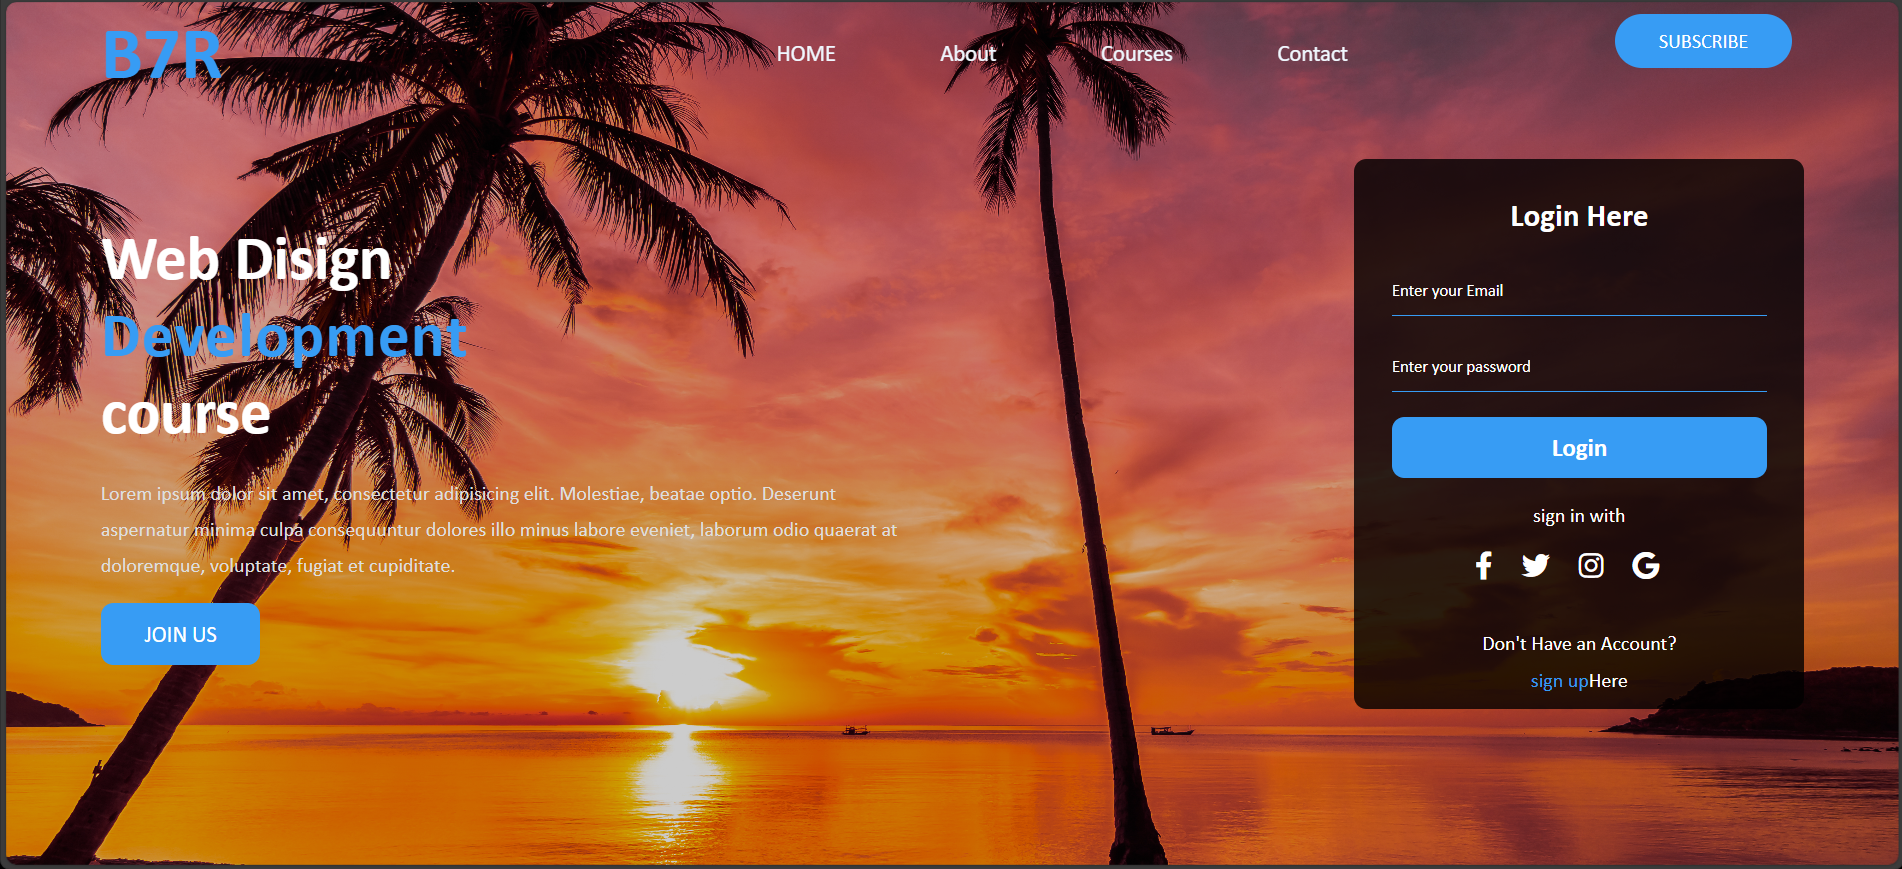 B7R
HOME
About
Courses
Contact
SUBSCRIBE
Web Disign
Development
course
Lorem ipsum dolor sit amet, consectetur adipisicing elit. Molestiae, beatae optio. Deserunt
aspernatur minima culpa consequuntur dolores illo minus labore eveniet, laborum odio quaerat at
doloremque, voluptate, fugiat et cupiditate.
JOIN US
Login Here
Enter your Email
Enter your password
Login
sign in with
Don't Have an Account?
sign upHere